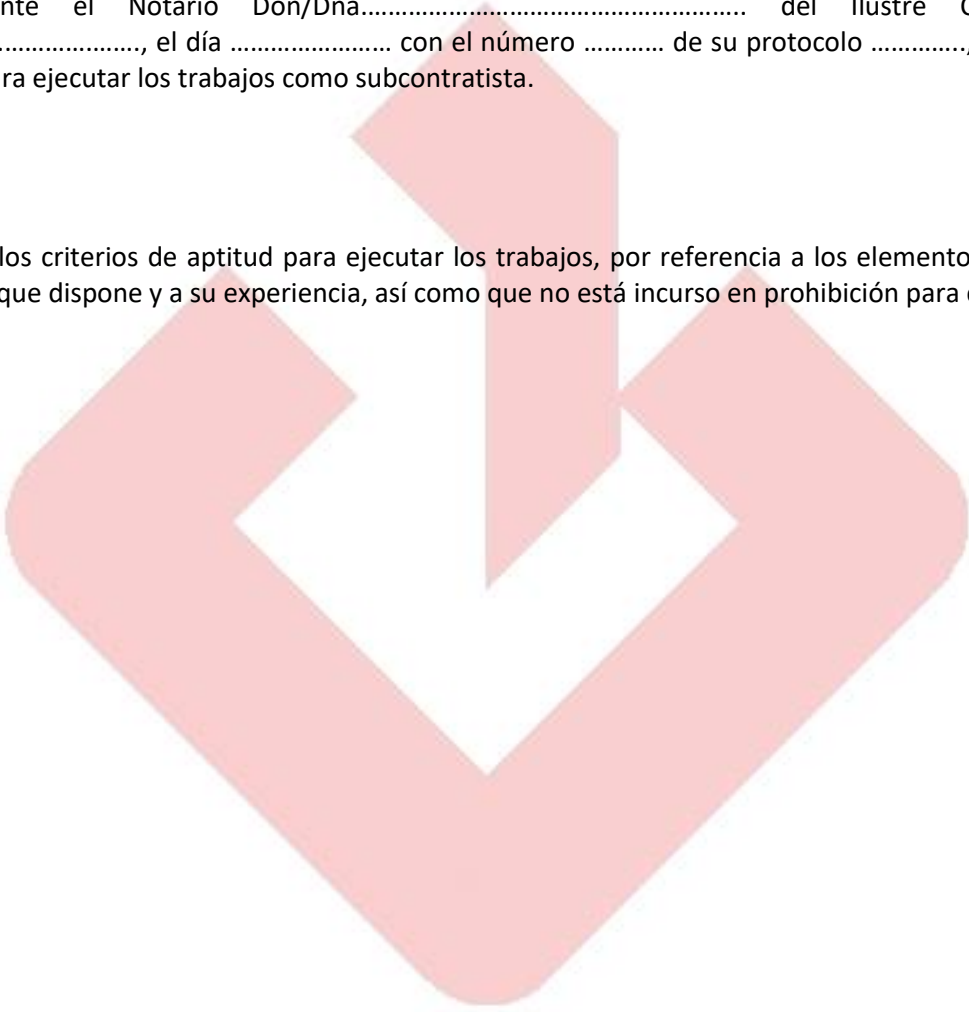 nte el Notario Don/Dña.…………………………………………….. del Ilustre
………………….…., el día ………………… con el número ………… de su protocolo …………..,
ra ejecutar los trabajos como subcontratista.
los criterios de aptitud para ejecutar los trabajos, por referencia a los elemento
que dispone y a su experiencia, así como que no está incurso en prohibición para